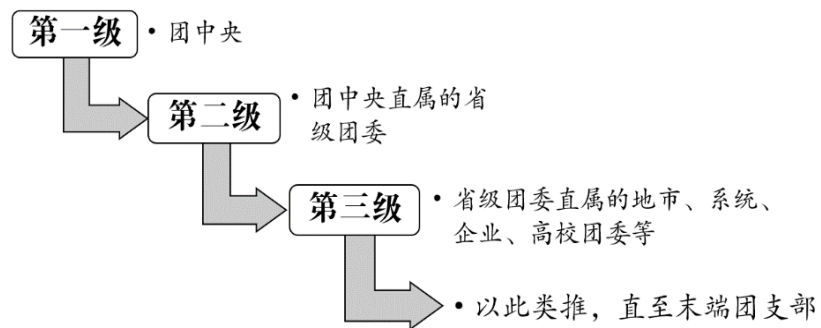 第一级
• 团中央
第二级
• 团中央直属的省
级团委
第三级
• 省级团委直属的地市、系统、
企业、高校团委等
• 以此类推，直至末端团支部